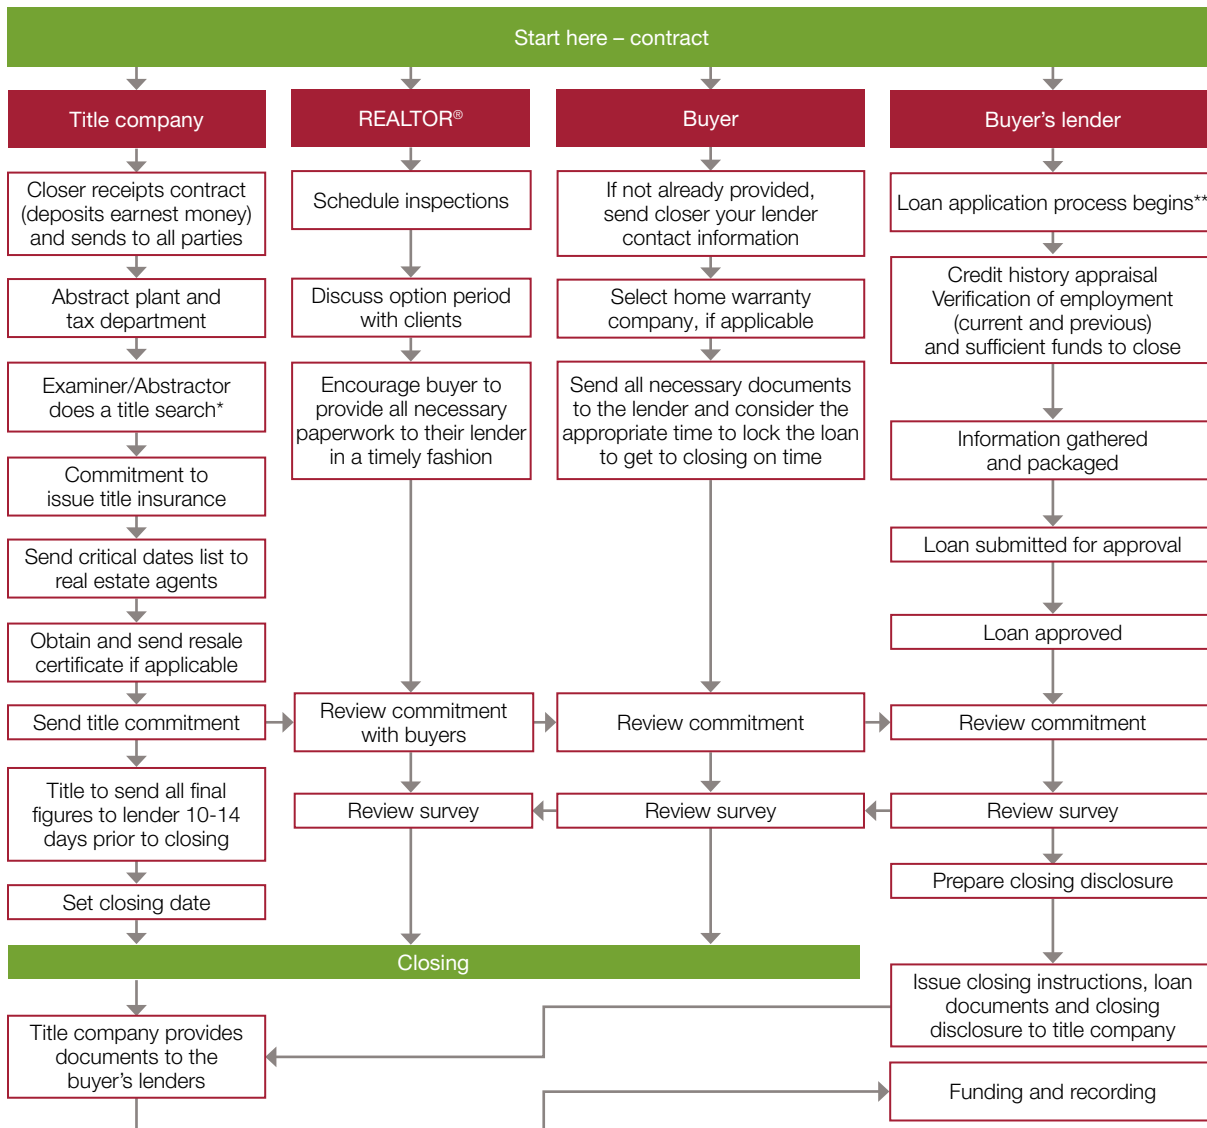 Start here – contract
Title company
REALTOR®
Buyer
Buyer's lender
Closer receipts contract
(deposits earnest money)
and sends to all parties
Schedule inspections
If not already provided,
send closer your lender
contact information
Loan application process begins**
Abstract plant and
tax department
Discuss option period
with clients
Select home warranty
company, if applicable
Credit history appraisal
Verification of employment
(current and previous)
and sufficient funds to close
Examiner/Abstractor
does a title search*
Encourage buyer to
provide all necessary
paperwork to their lender
in a timely fashion
Send all necessary documents
to the lender and consider the
appropriate time to lock the loan
to get to closing on time
Information gathered
and packaged
Commitment to
issue title insurance
Send critical dates list to
real estate agents
Loan submitted for approval
Obtain and send resale
certificate if applicable
Loan approved
Send title commitment
Review commitment
with buyers
Review commitment
Review commitment
Title to send all final
figures to lender 10-14
days prior to closing
Review survey
Review survey
Review survey
Set closing date
Prepare closing disclosure
Closing
Issue closing instructions, loan
documents and closing
disclosure to title company
Title company provides
documents to the
buyer's lenders
Funding and recording